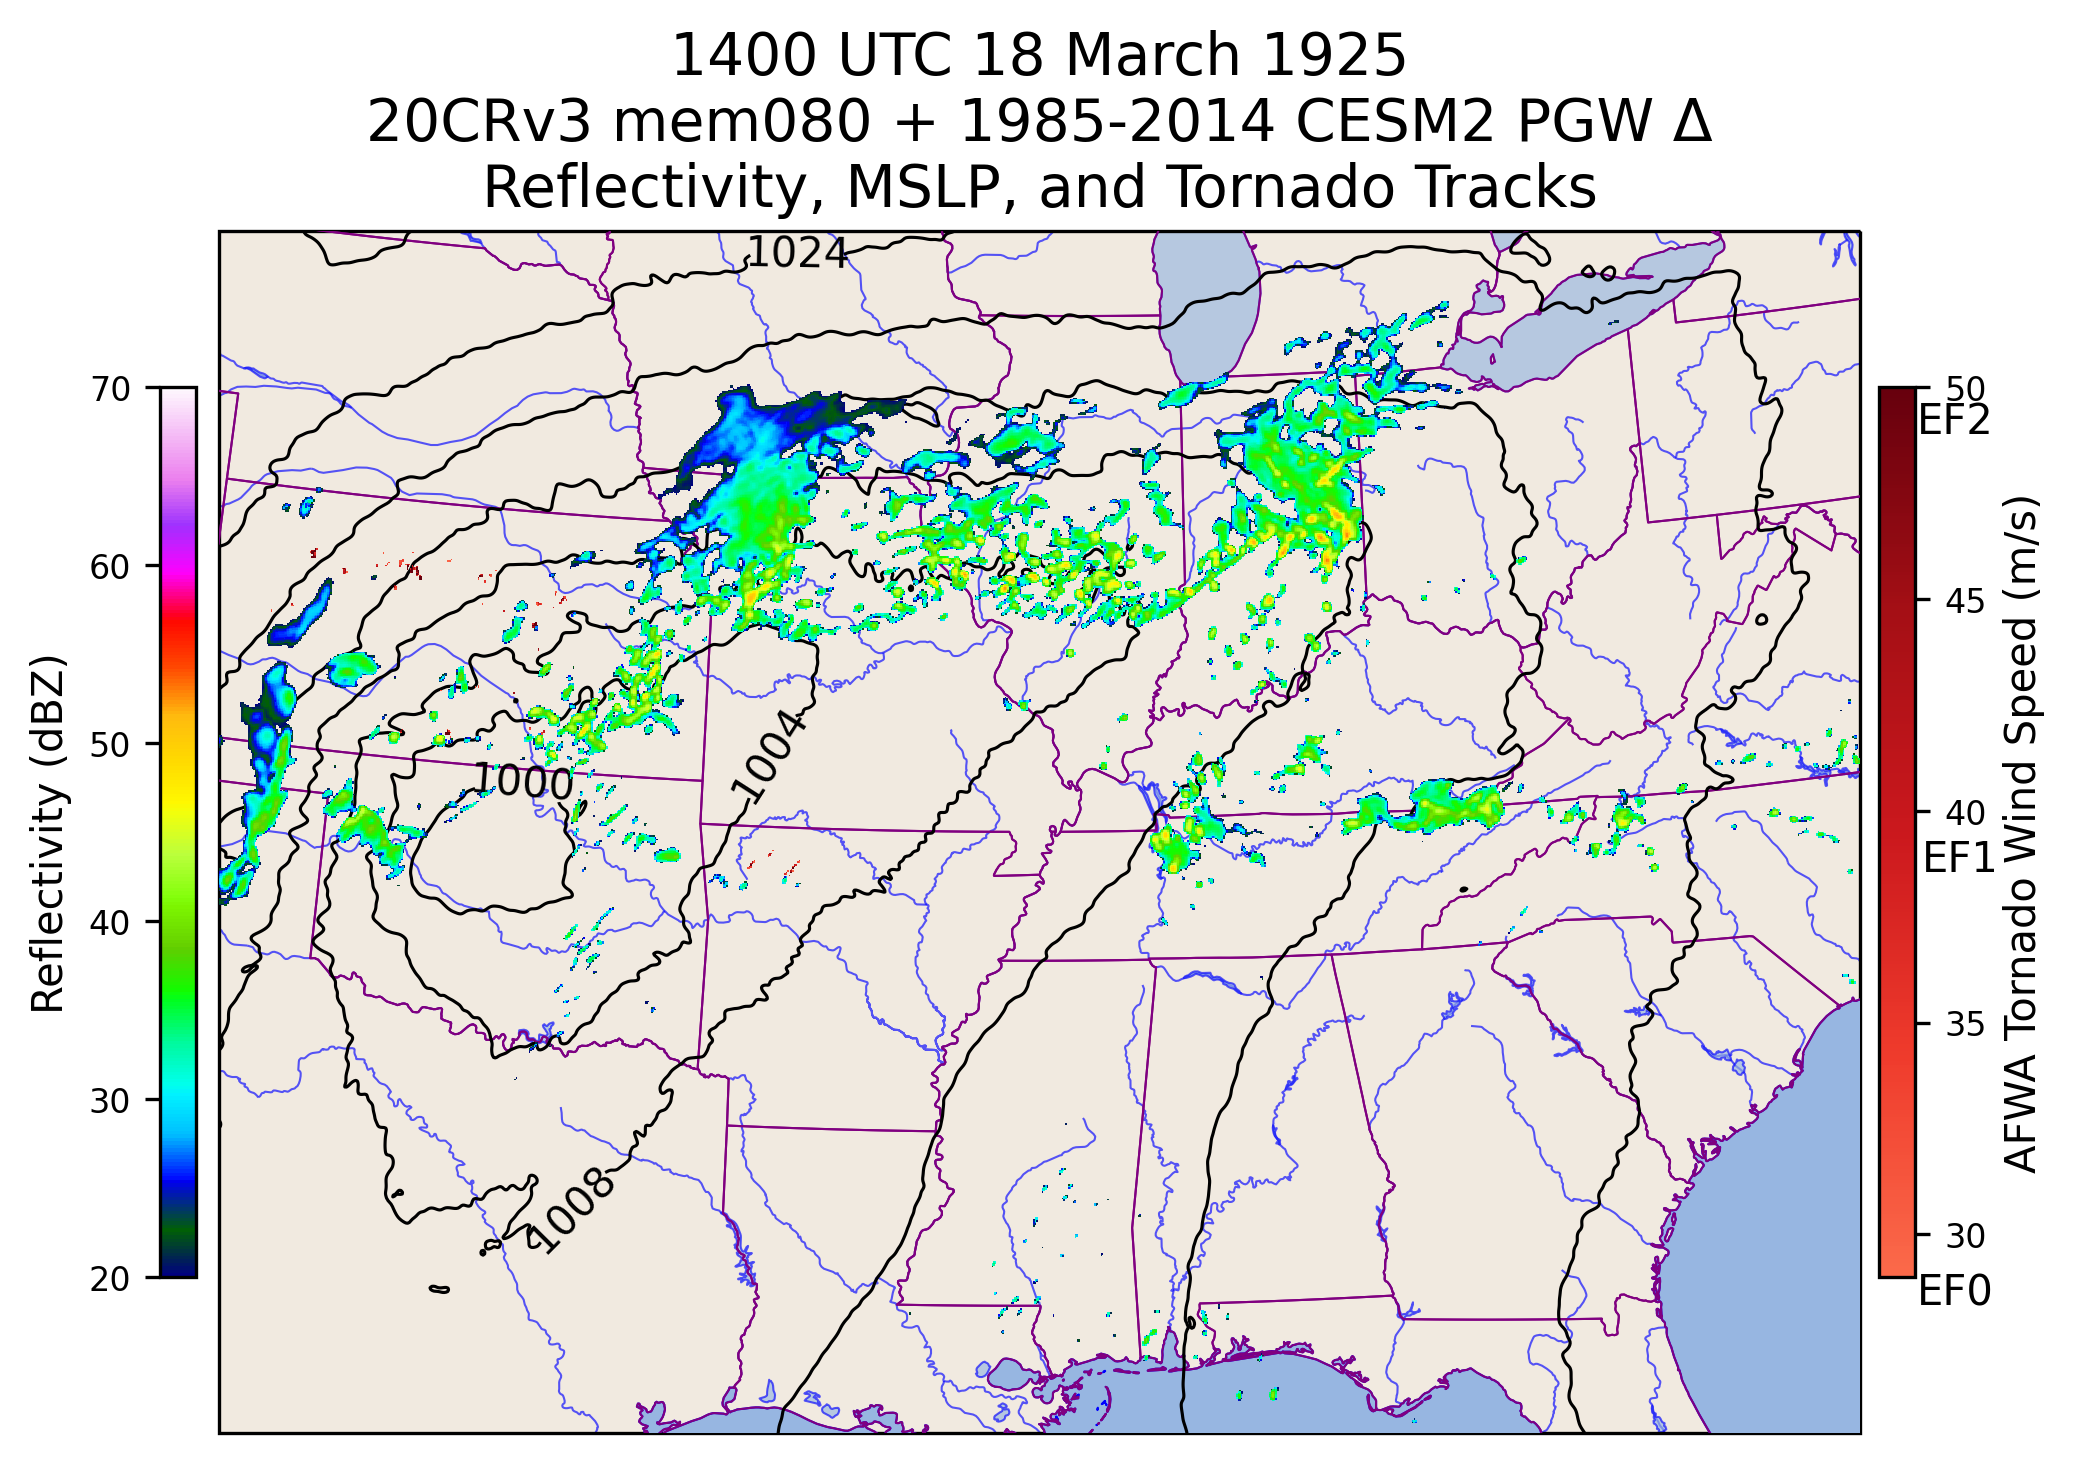 1400 UTC 18 March 1925
20CRv3 mem080 + 1985-2014 CESM2 PGW Δ
Reflectivity, MSLP, and Tornado Tracks
1024
1000
1004
1008
Reflectivity (dBZ)
70
60
50
40
30
20
50
EF2
45
40
EF1
35
30
EF0
AFWA Tornado Wind Speed (m/s)